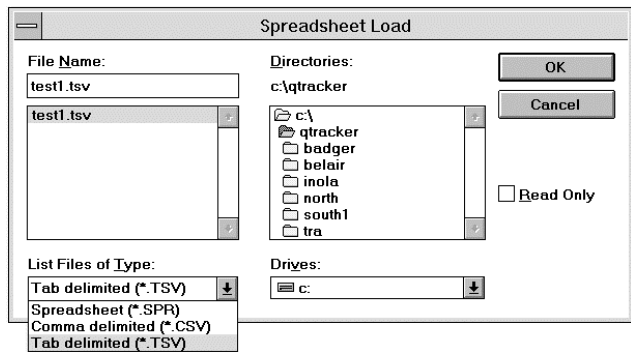 Spreadsheet Load
File Name:
test1.tsv
test1.tsv
Directories:
c:\qtracker
c:\
qtracker
badger
belair
inola
north
south1
tra
OK
Cancel
Read Only
List Files of Type:
Tab delimited (*.TSV)
Spreadsheet (*.SPR)
Comma delimited (*.CSV)
Tab delimited (*.TSV)
Drives:
c: